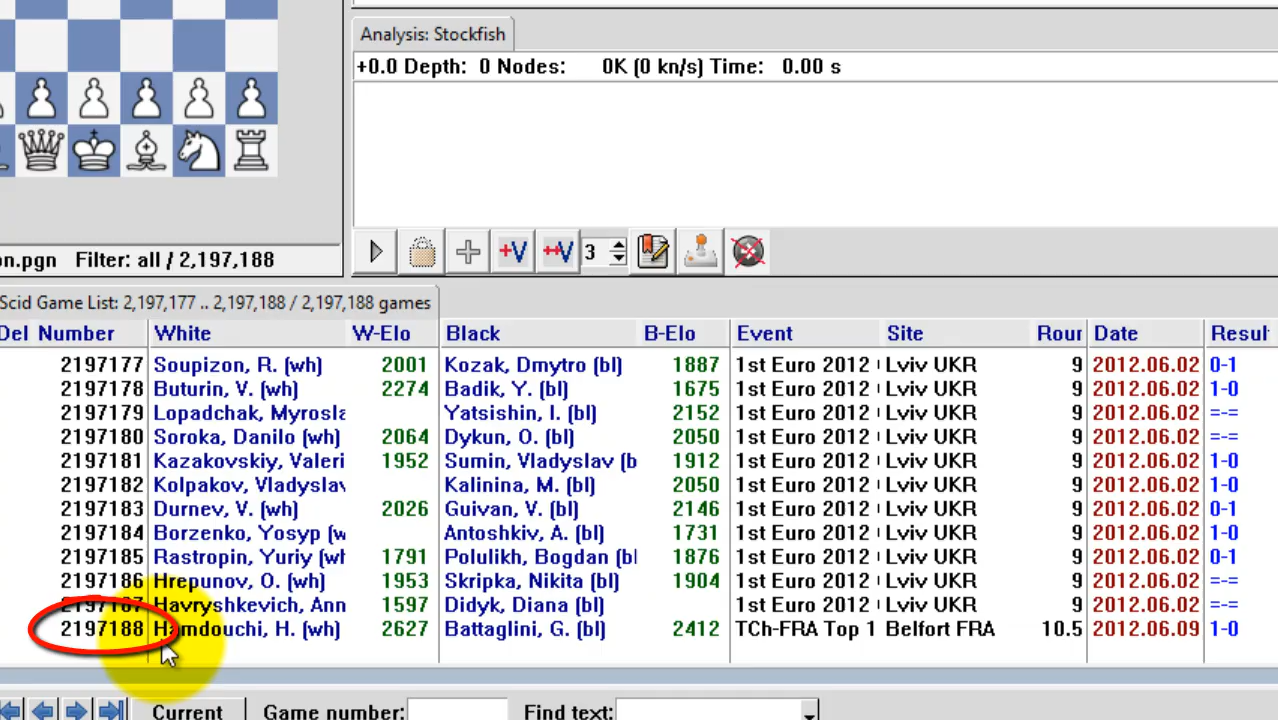 Analysis: Stockfish
+0.0 Depth: 0 Nodes: 0K (0 kn/s) Time: 0.00 s
+V ++V 3
on.pgn Filter: all / 2,197,188
Scid Game List: 2,197,177 .. 2,197,188 / 2,197,188 games
Del Number White W-Elo Black B-Elo Event Site Roun Date Result
2197177 Soupizon, R. (wh) 2001 Kozak, Dmytro (bl) 1887 1st Euro 2012 Lviv UKR 9 2012.06.02 0-1
2197178 Buturin, V. (wh) 2274 Badik, Y. (bl) 1675 1st Euro 2012 Lviv UKR 9 2012.06.02 1-0
2197179 Lopadchak, Myrosla Yatsishin, I. (bl) 2152 1st Euro 2012 Lviv UKR 9 2012.06.02 =-=
2197180 Soroka, Danilo (wh) 2064 Dykun, O. (bl) 2050 1st Euro 2012 Lviv UKR 9 2012.06.02 =-=
2197181 Kazakovskiy, Valeri 1952 Sumin, Vladyslav (b 1912 1st Euro 2012 Lviv UKR 9 2012.06.02 1-0
2197182 Kolpakov, Vladyslav Kalinina, M. (bl) 2050 1st Euro 2012 Lviv UKR 9 2012.06.02 1-0
2197183 Durnev, V. (wh) 2026 Guivan, V. (bl) 2146 1st Euro 2012 Lviv UKR 9 2012.06.02 0-1
2197184 Borzenko, Yosyp (w Antoshkiv, A. (bl) 1731 1st Euro 2012 Lviv UKR 9 2012.06.02 1-0
2197185 Rastropin, Yuriy (wh 1791 Polulikh, Bogdan (bl 1876 1st Euro 2012 Lviv UKR 9 2012.06.02 0-1
2197186 Hrepunov, O. (wh) 1953 Skripka, Nikita (bl) 1904 1st Euro 2012 Lviv UKR 9 2012.06.02 =-=
2197187 Havryshkevich, Ann 1597 Didyk, Diana (bl) 1st Euro 2012 Lviv UKR 9 2012.06.02 =-=
2197188 Hamdouchi, H. (wh) 2627 Battaglini, G. (bl) 2412 TCh-FRA Top 1 Belfort FRA 10.5 2012.06.09 1-0
Current Game number: Find text: